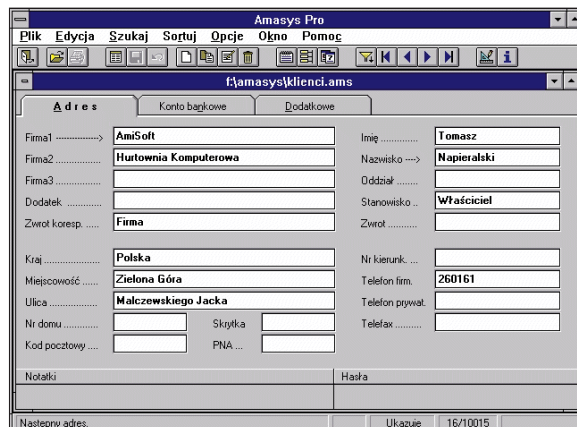 Amasys Pro
Plik Edycja Szukaj Sortuj Opcje Okno Pomoc
f:\amasys\klienci.ams
Adres Konto bankowe Dodatkowe
Firma1 ---------------> AmiSoft Imię .............. Tomasz
Firma2 ................. Hurtownia Komputerowa Nazwisko ----> Napieralski
Firma3 ................. Oddział ........
Dodatek .............. Stanowisko .. Właściciel
Zwrot koresp. ..... Firma Zwrot ...........
Kraj ..................... Polska Nr kierunk. ...
Miejscowość ...... Zielona Góra Telefon firm. 260161
Ulica .................. Malczewskiego Jacka Telefon prywat.
Nr domu ............. Skrytka Telefax ..........
Kod pocztowy .... PNA ...
Notatki Hasła
Następny adres. Ukazuje 16/10015